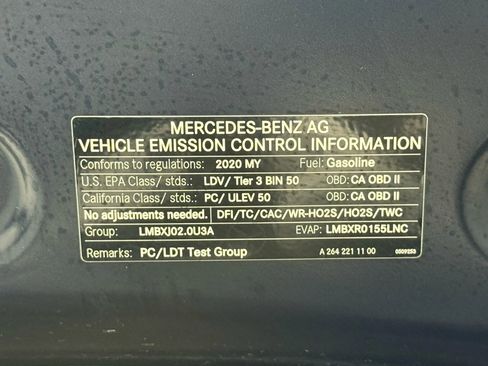 MERCEDES-BENZ AG
VEHICLE EMISSION CONTROL INFORMATION
Conforms to regulations: 2020 MY Fuel: Gasoline
U.S. EPA Class/ stds.: LDV/ Tier 3 BIN 50 OBD: CA OBD II
California Class/ stds.: PC/ ULEV 50 OBD: CA OBD II
No adjustments needed. DFI/TC/CAC/WR-HO2S/HO2S/TWC
Group: LMBXJ02.0U3A EVAP: LMBXR0155LNC
Remarks: PC/LDT Test Group A 264 221 11 00 0509253